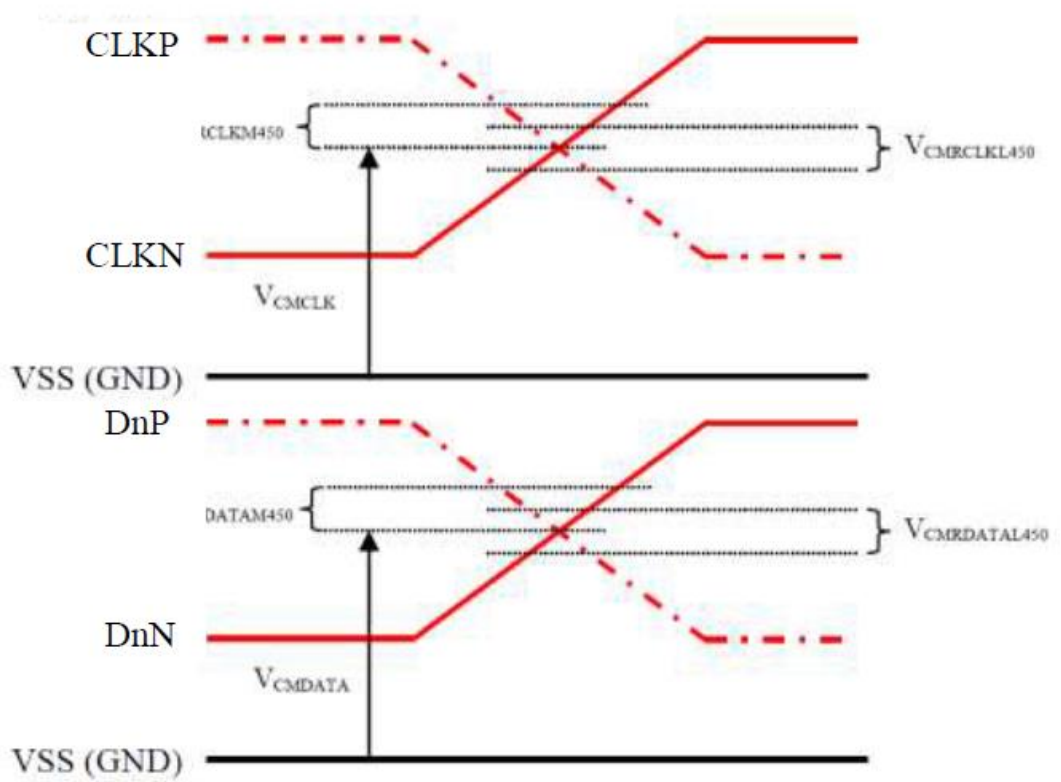 CLKP
RCLKM450
VCMRCLKL450
CLKN
VCMCLK
VSS (GND)
DnP
DATAM450
VCMRDATAL450
DnN
VCMDATA
VSS (GND)